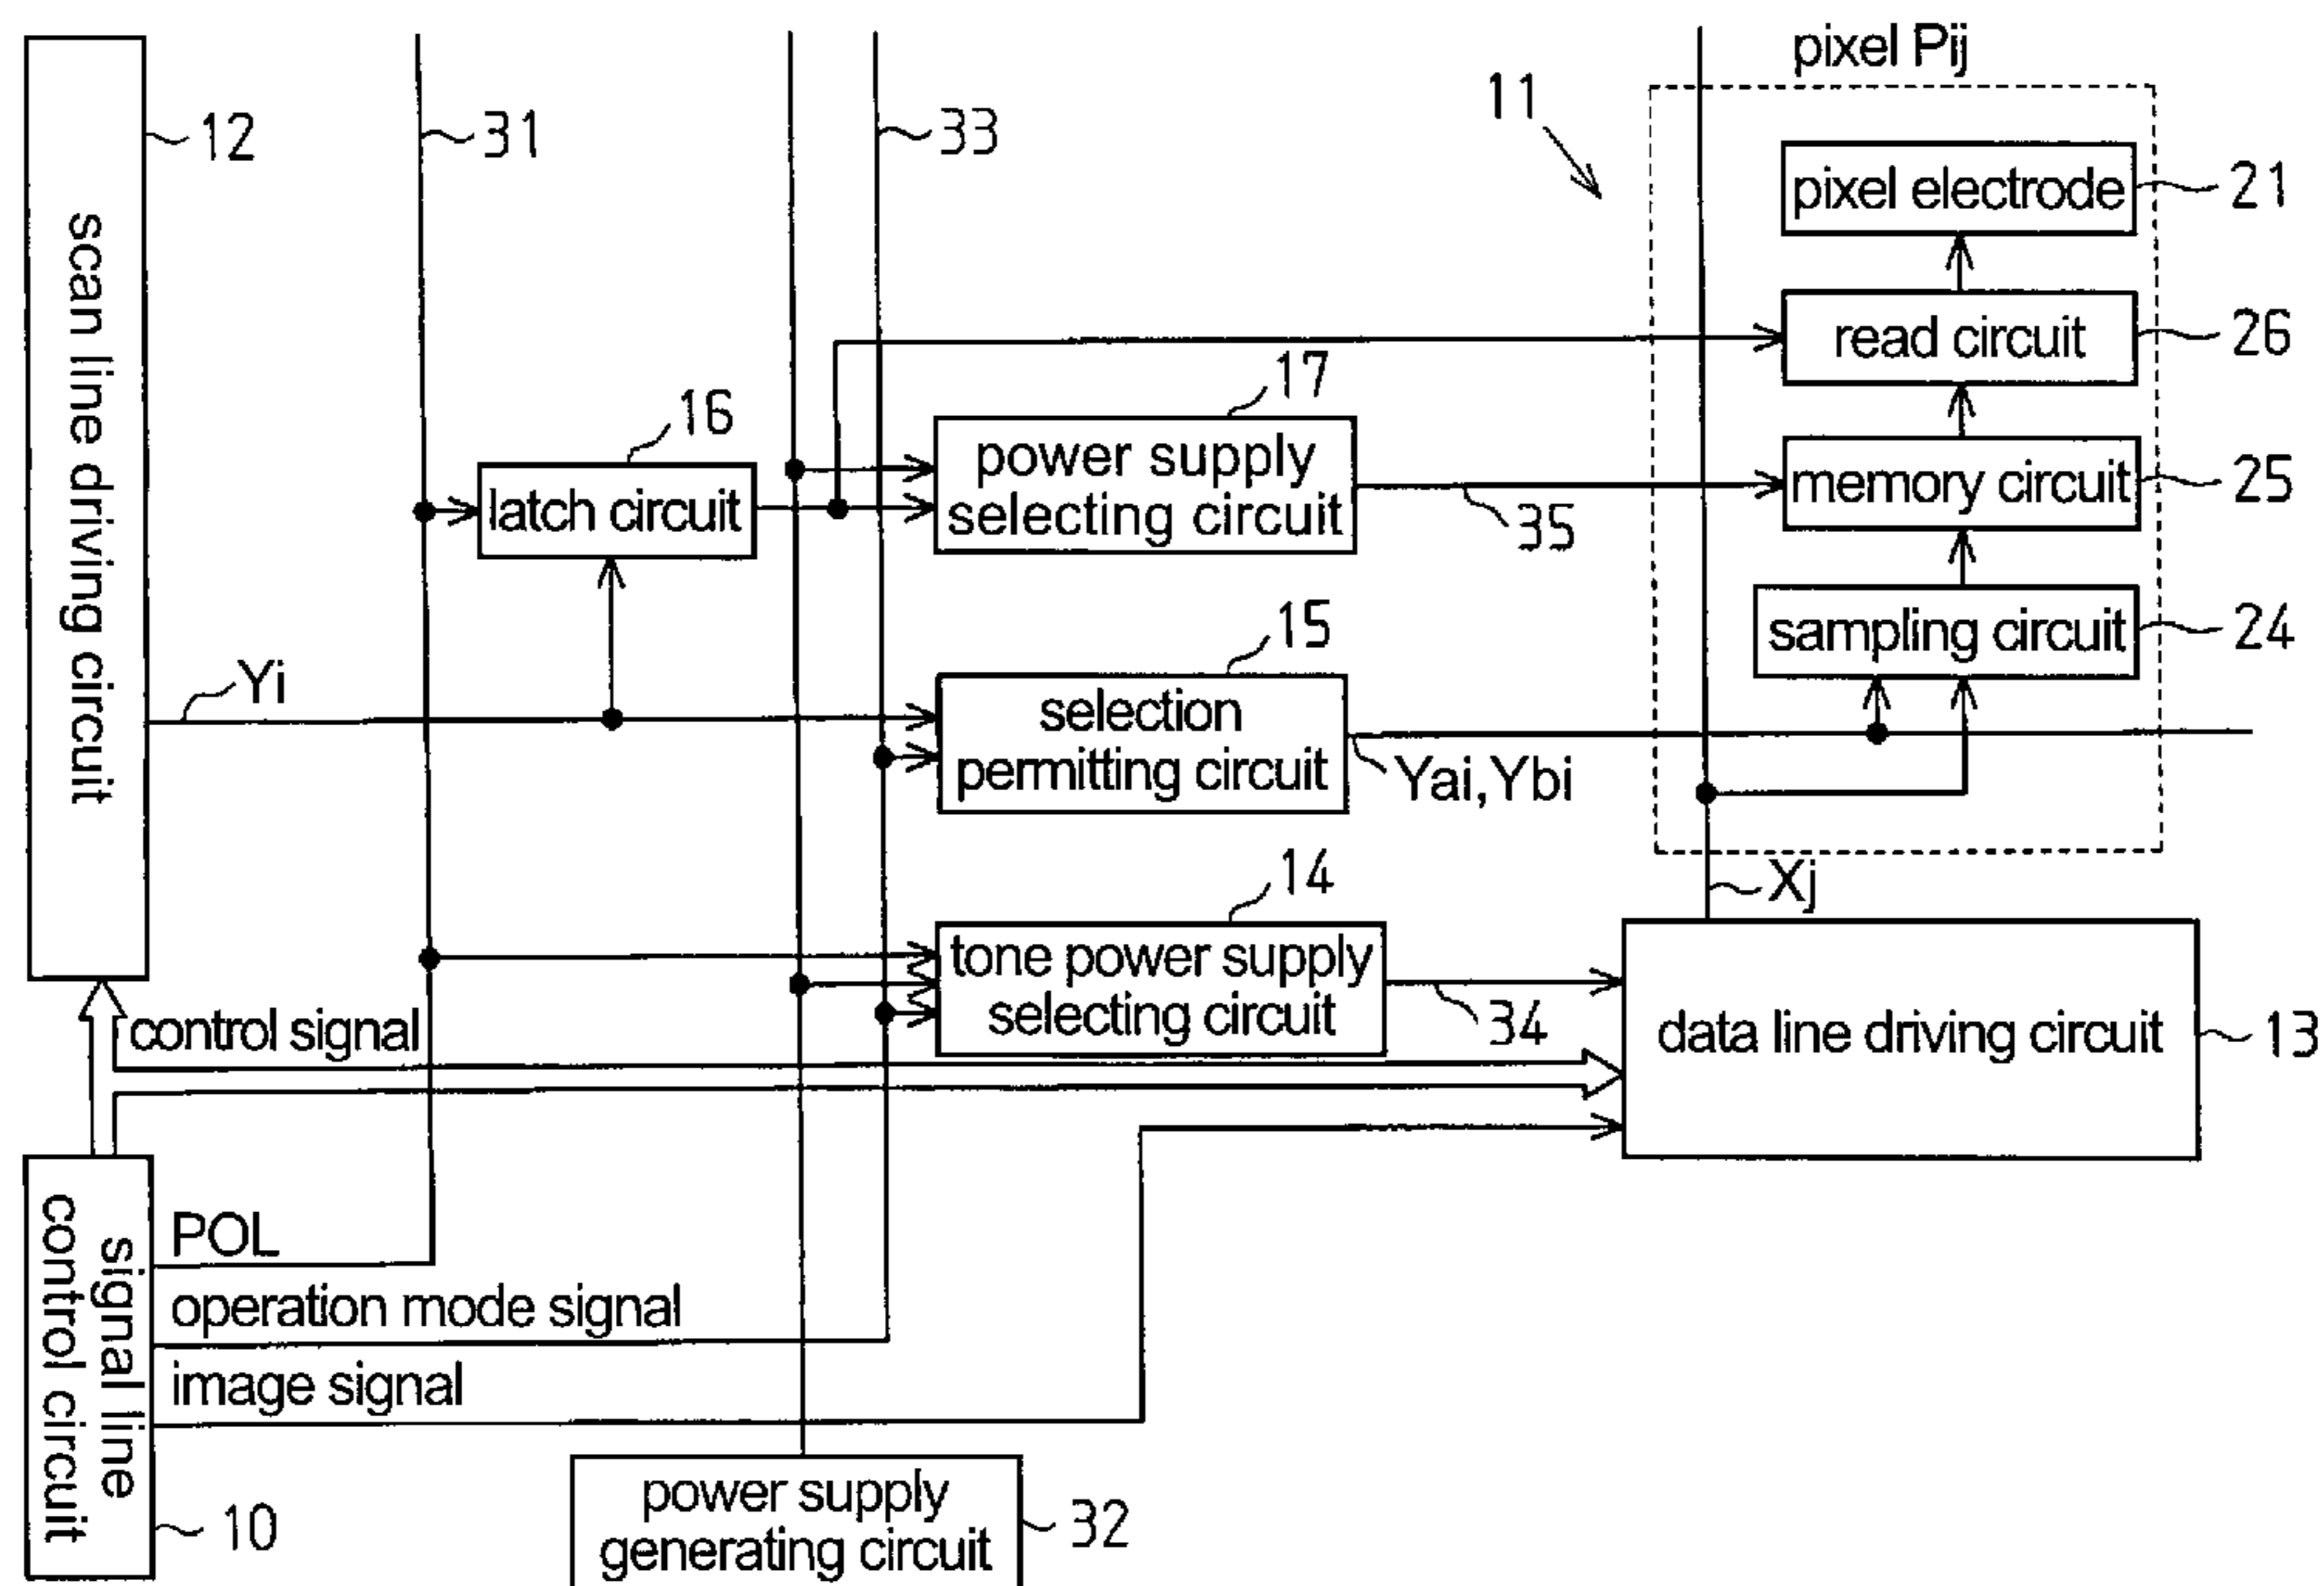 pixel Pij
11
12
31
33
scan line driving circuit
pixel electrode
21
read circuit
26
17
16
power supply
selecting circuit
latch circuit
35
memory circuit
25
15
sampling circuit
24
Yi
selection
permitting circuit
Yai,Ybi
14
Xj
tone power supply
selecting circuit
34
control signal
data line driving circuit
13
signal line
control circuit
POL
operation mode signal
image signal
10
power supply
generating circuit
32